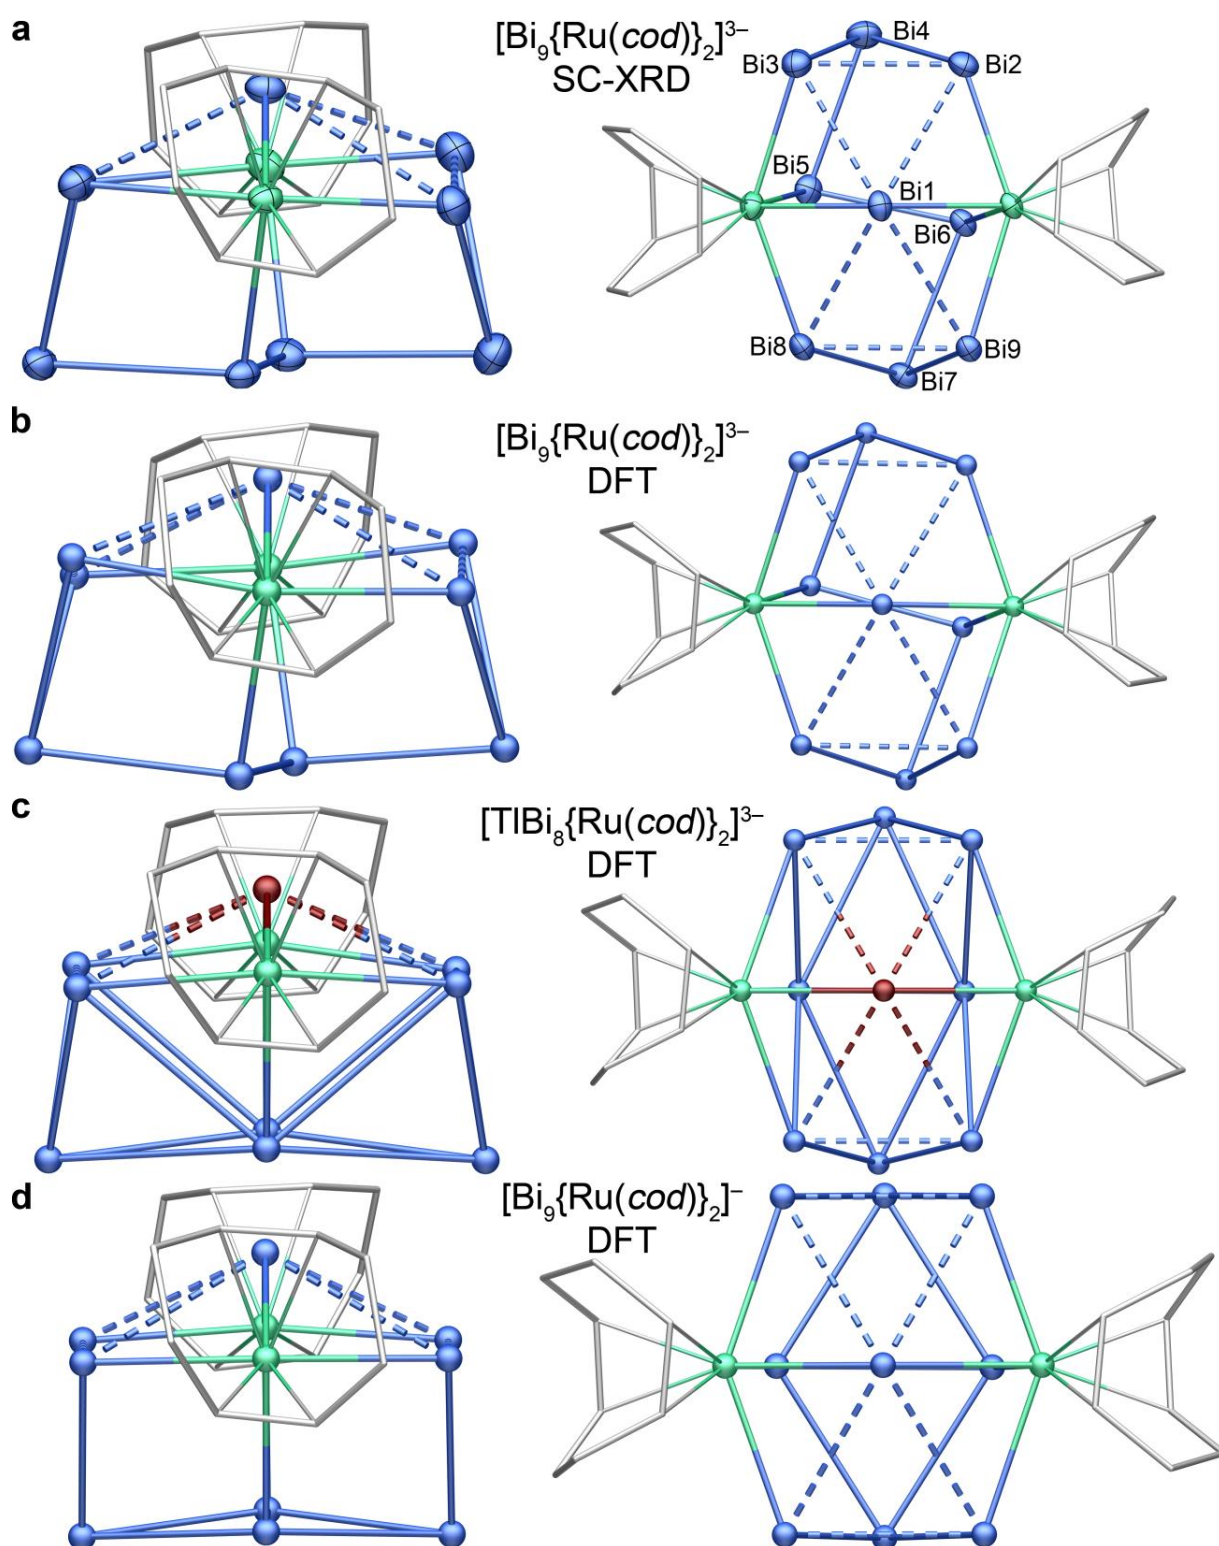 a
[Bi₉{Ru(cod)}₂]³⁻
SC-XRD
Bi4
Bi3
Bi2
Bi5
Bi1
Bi6
Bi8
Bi9
Bi7
b
[Bi₉{Ru(cod)}₂]³⁻
DFT
c
[TlBi₈{Ru(cod)}₂]³⁻
DFT
d
[Bi₉{Ru(cod)}₂]⁻
DFT